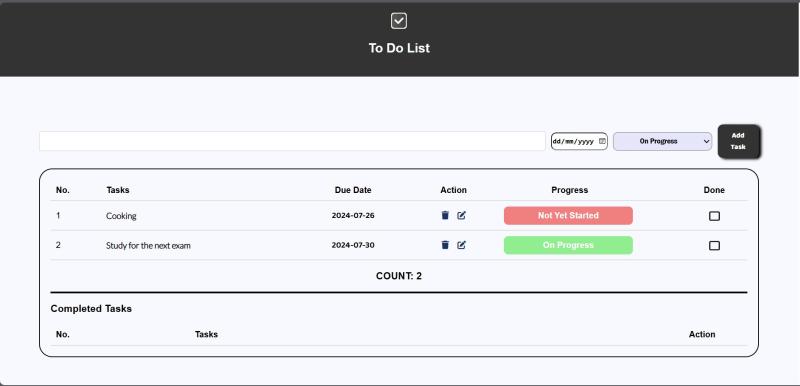 To Do List
dd/mm/yyyy On Progress Add
Task
No. Tasks Due Date Action Progress Done
1 Cooking 2024-07-26 Not Yet Started
2 Study for the next exam 2024-07-30 On Progress
COUNT: 2
Completed Tasks
No. Tasks Action